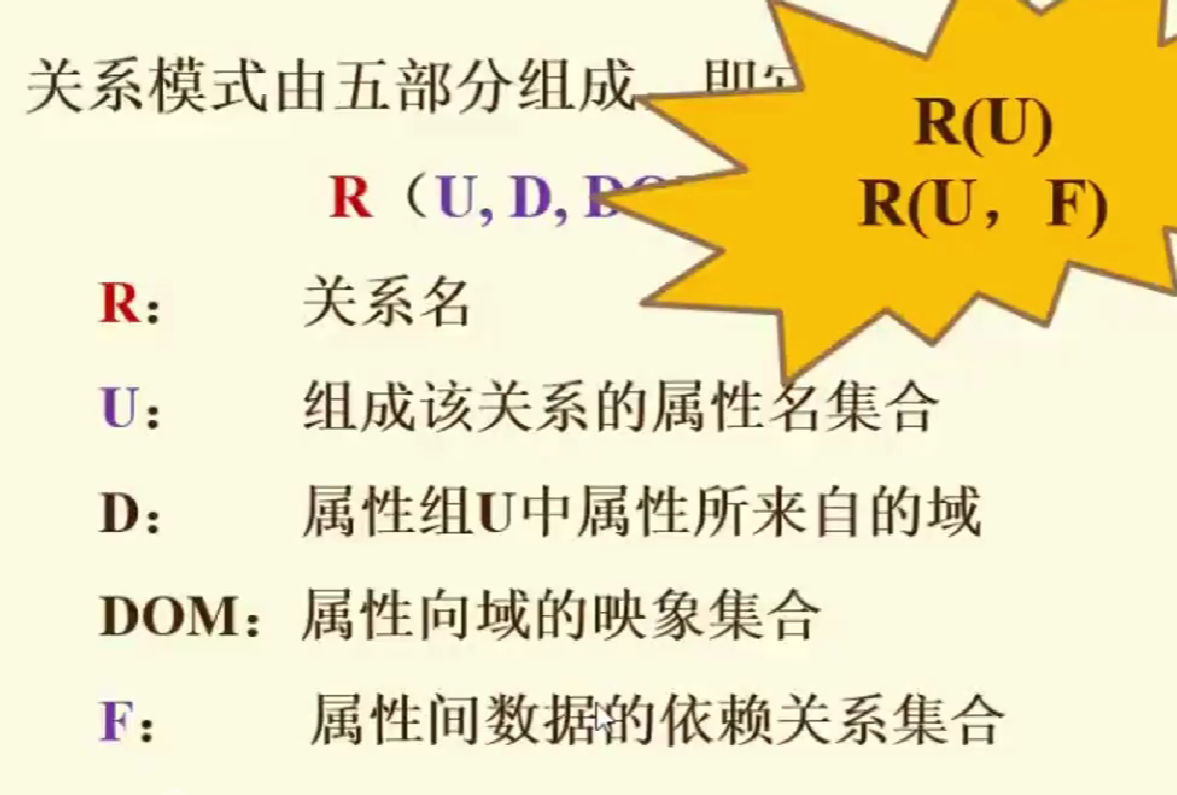 关系模式由五部分组成，即
R（U, D,
R(U)
R(U，F)
R： 关系名
U： 组成该关系的属性名集合
D： 属性组U中属性所来自的域
DOM：属性向域的映象集合
F： 属性间数据的依赖关系集合